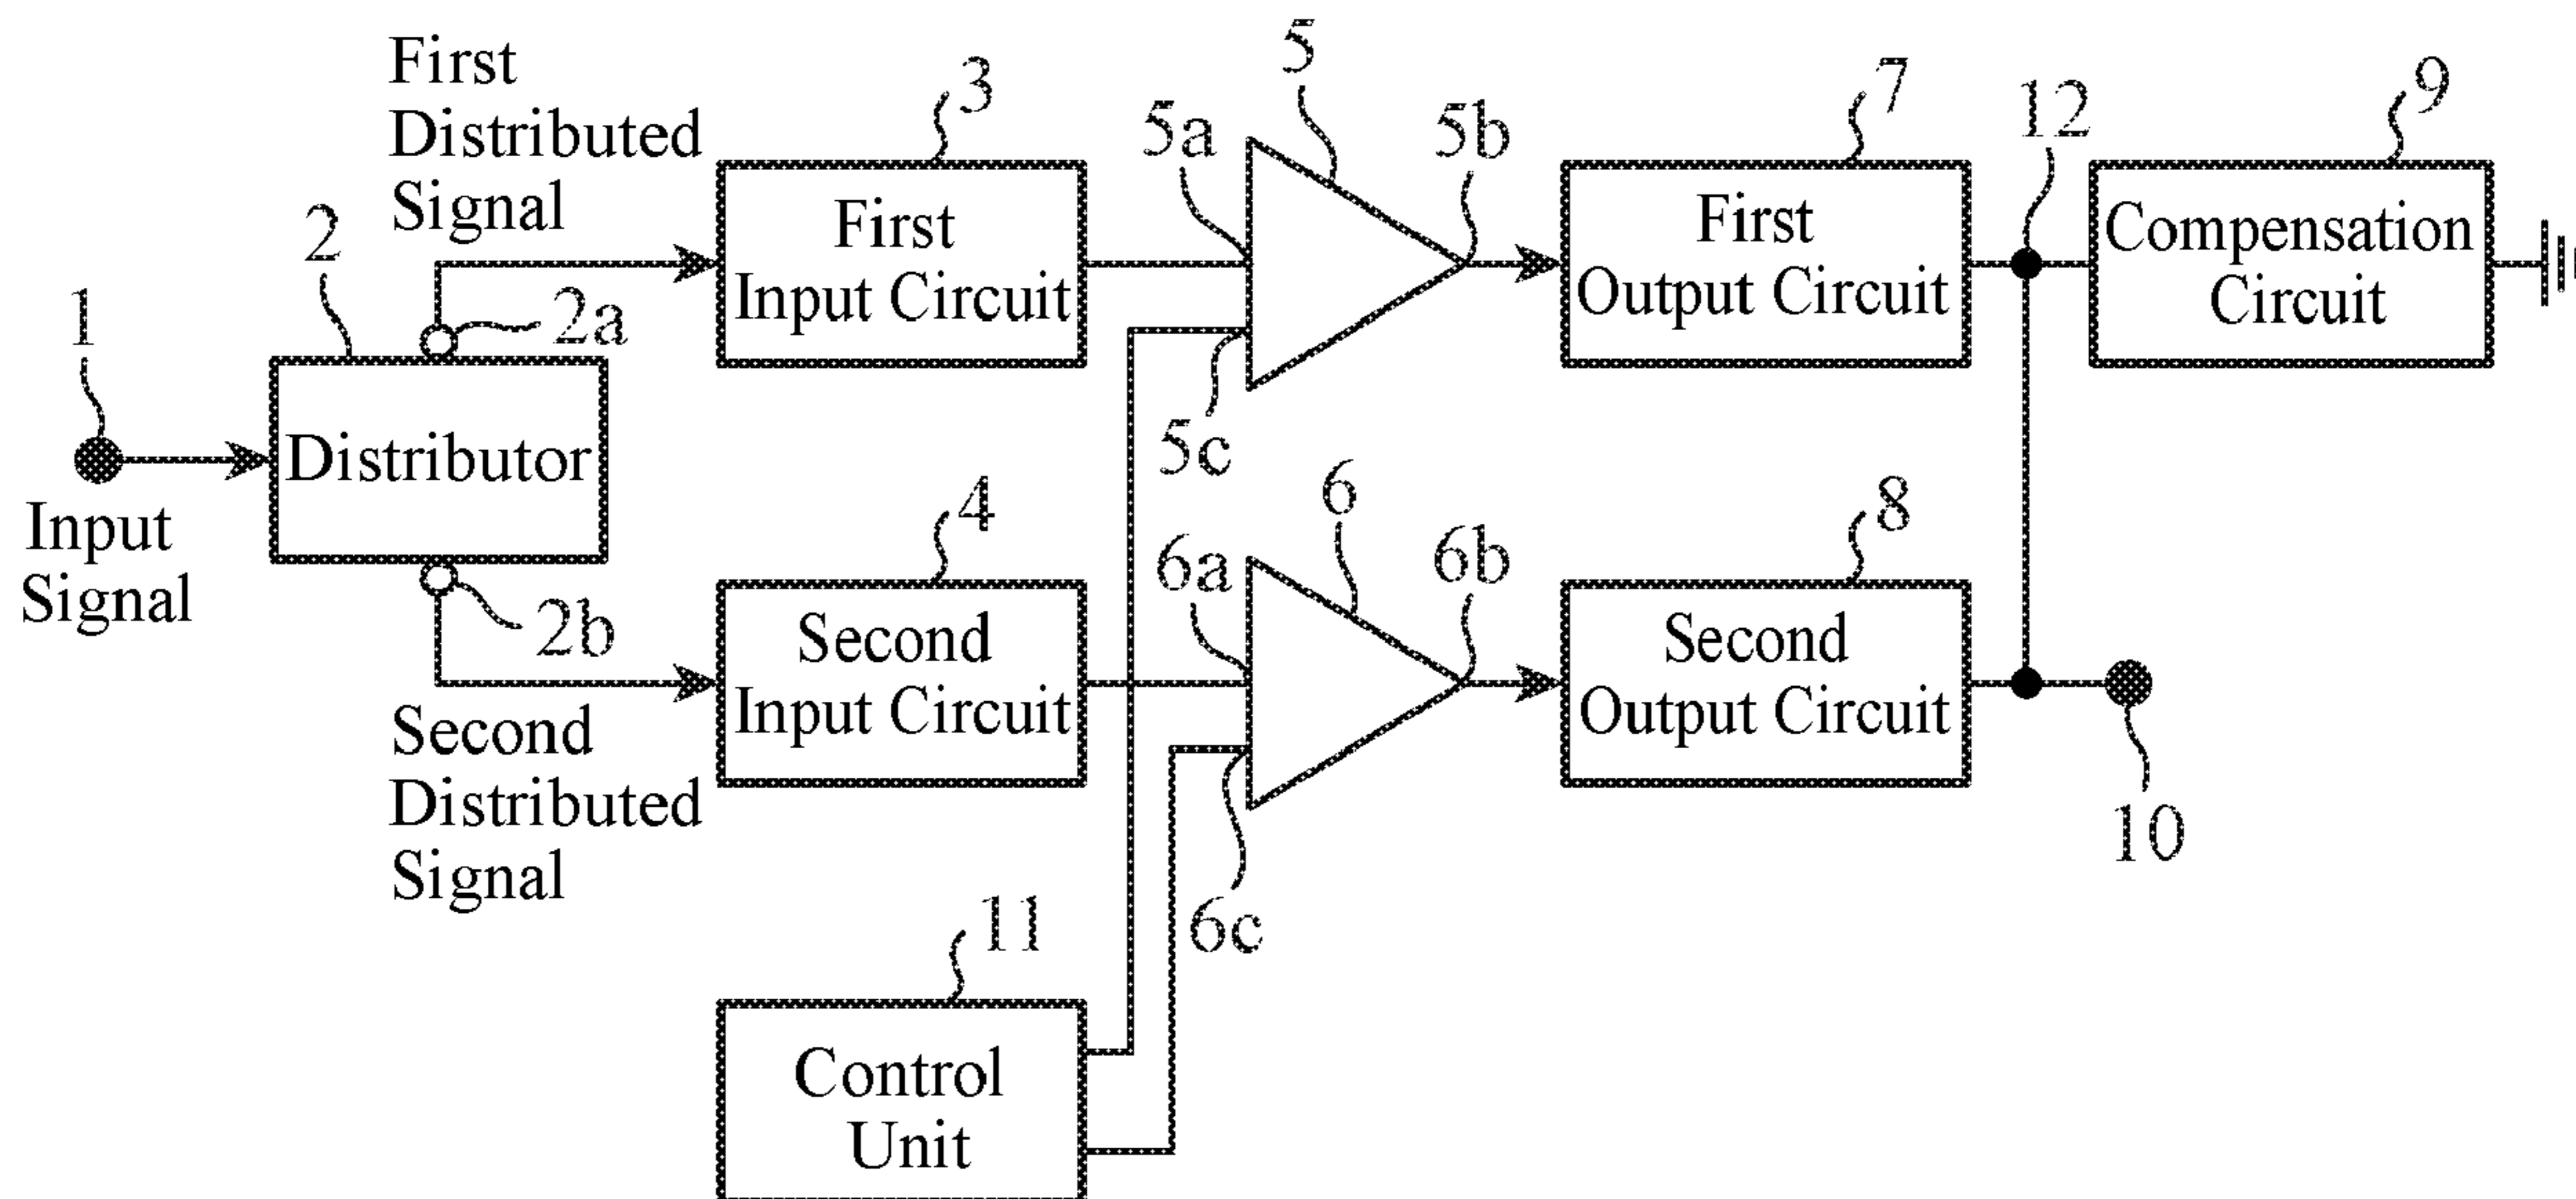 First
Distributed
Signal
3
5
5a
5b
7
12
9
First
Input Circuit
First
Output Circuit
Compensation
Circuit
2
2a
1
Distributor
5c
Input
Signal
2b
4
6
6a
6b
8
Second
Input Circuit
Second
Output Circuit
Second
Distributed
Signal
6c
10
11
Control
Unit